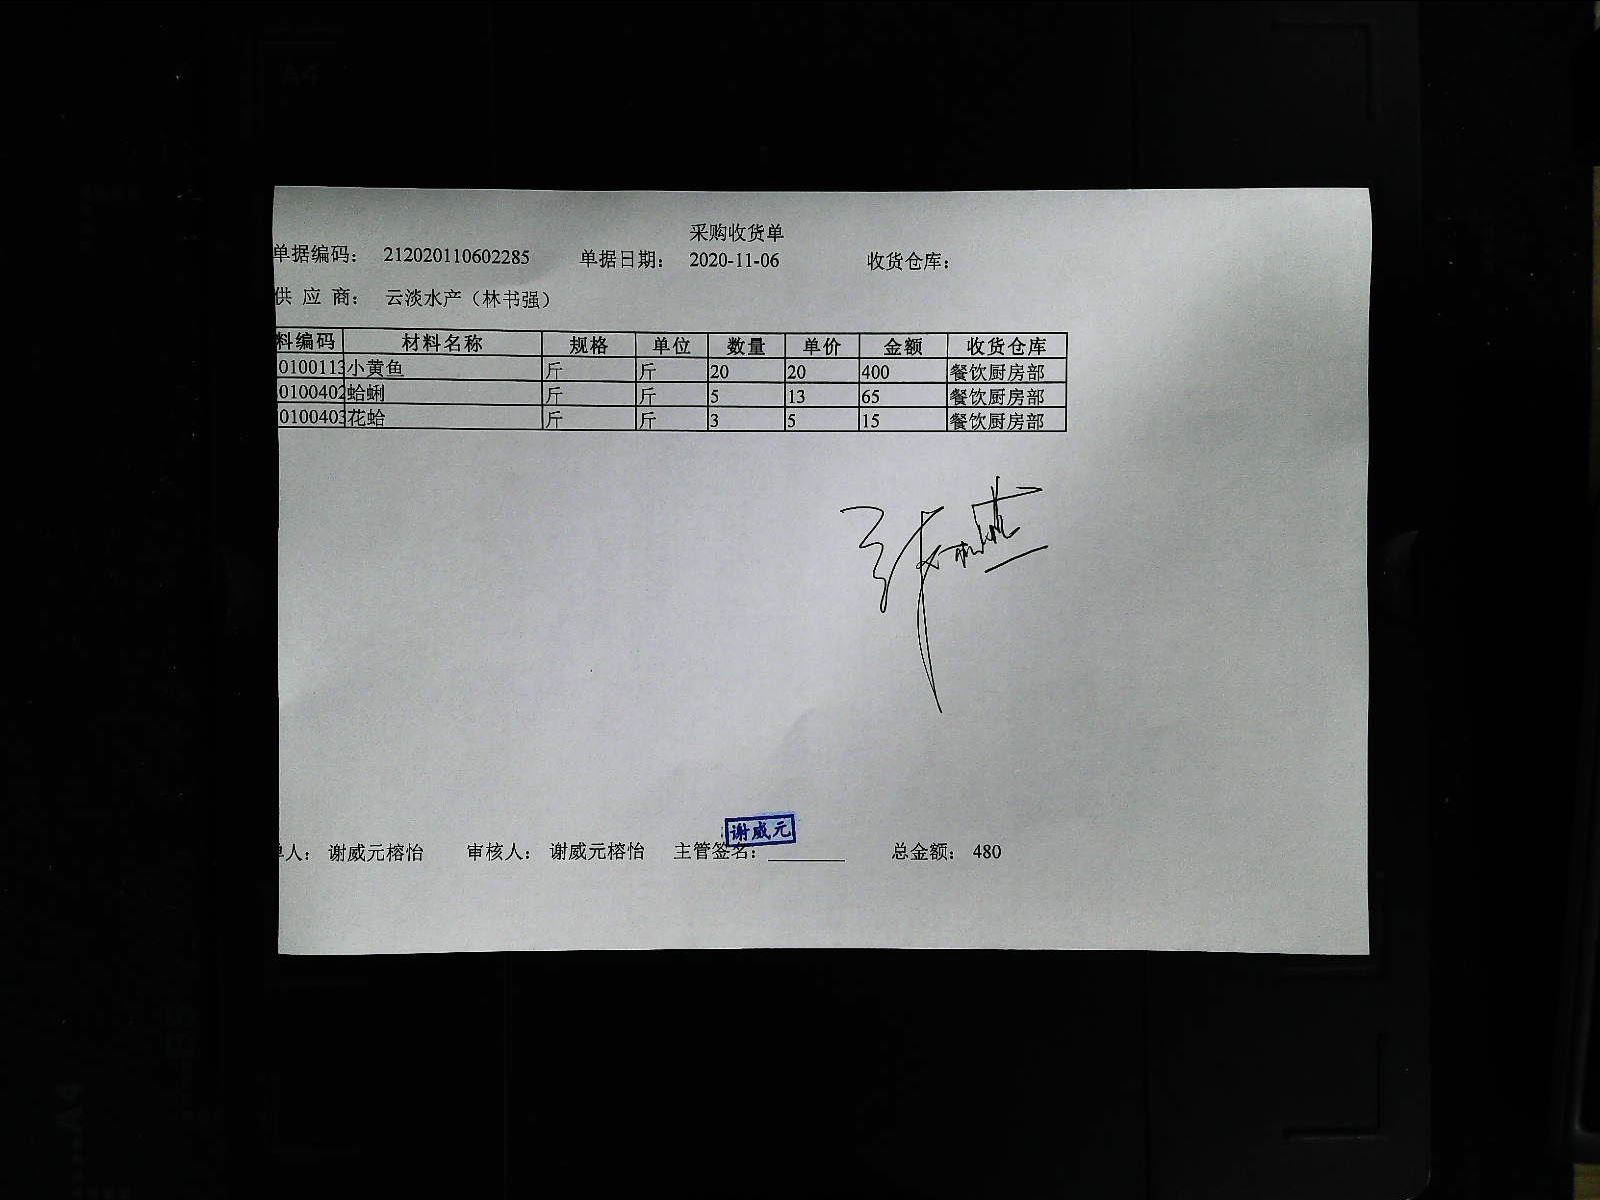 采购收货单
单据编码： 212020110602285 单据日期： 2020-11-06 收货仓库：
供 应 商： 云淡水产（林书强）
料编码 材料名称 规格 单位 数量 单价 金额 收货仓库
0100113 小黄鱼 斤 斤 20 20 400 餐饮厨房部
0100402 蛤蜊 斤 斤 5 13 65 餐饮厨房部
0100403 花蛤 斤 斤 3 5 15 餐饮厨房部
谢威元
单人： 谢威元榕怡 审核人： 谢威元榕怡 主管签名： 总金额： 480